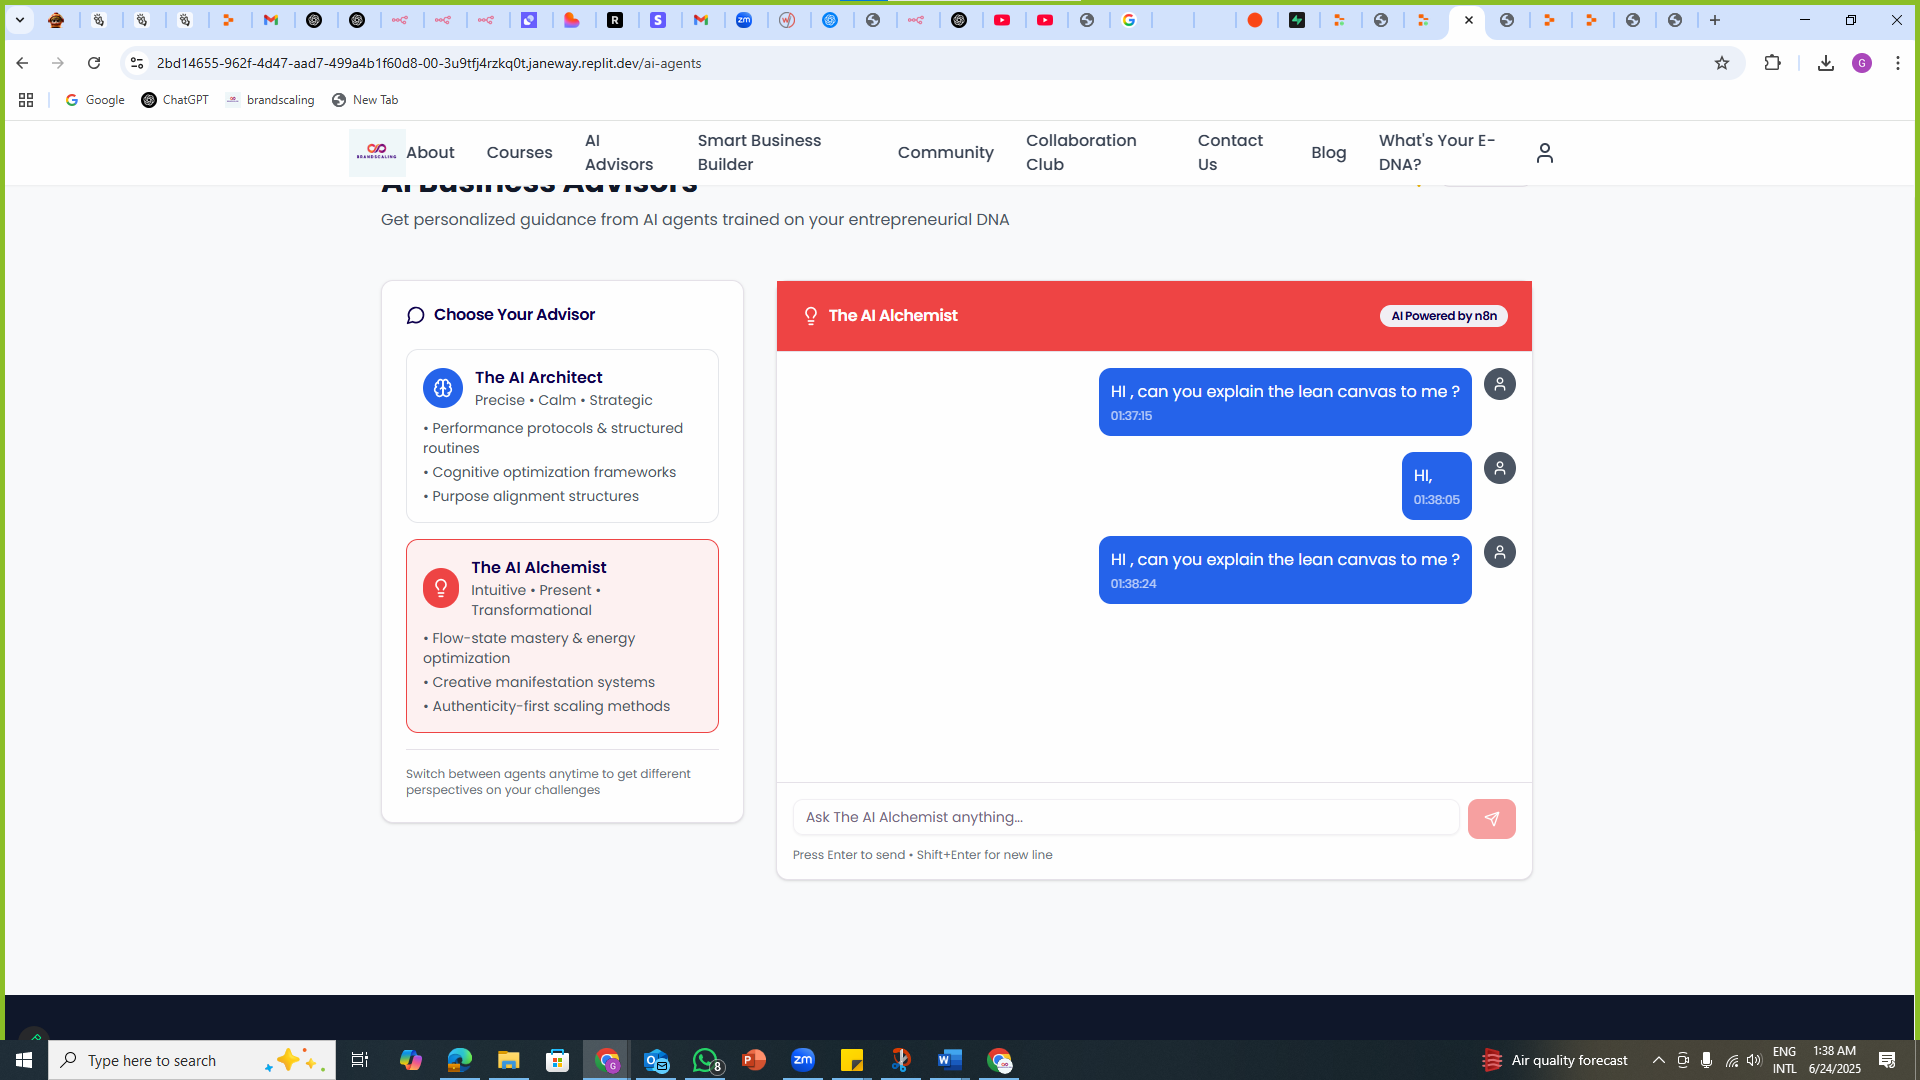 2bd14655-962f-4d47-aad7-499a4b1f60d8-00-3u9tfj4rzkq0t.janeway.replit.dev/ai-agents
Google
ChatGPT
brandscaling
New Tab
BRANDSCALING
About
Courses
AI
Advisors
Smart Business
Builder
Community
Collaboration
Club
Contact
Us
Blog
What's Your E-
DNA?
AI Business Advisors
Get personalized guidance from AI agents trained on your entrepreneurial DNA
Choose Your Advisor
The AI Architect
Precise • Calm • Strategic
• Performance protocols & structured
routines
• Cognitive optimization frameworks
• Purpose alignment structures
The AI Alchemist
Intuitive • Present •
Transformational
• Flow-state mastery & energy
optimization
• Creative manifestation systems
• Authenticity-first scaling methods
Switch between agents anytime to get different
perspectives on your challenges
The AI Alchemist
AI Powered by n8n
HI , can you explain the lean canvas to me ?
01:37:15
HI,
01:38:05
HI , can you explain the lean canvas to me ?
01:38:24
Ask The AI Alchemist anything...
Press Enter to send • Shift+Enter for new line
Type here to search
8
Air quality forecast
ENG
INTL
1:38 AM
6/24/2025